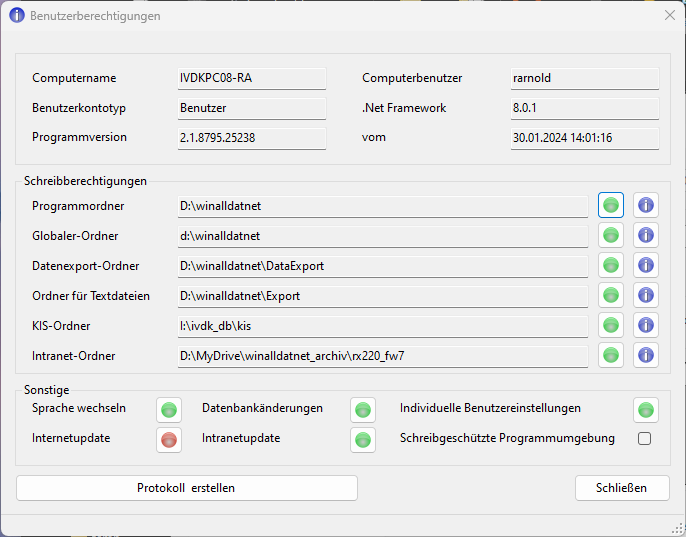 Benutzerberechtigungen
Computername IVDKPC08-RA Computerbenutzer rarnold
Benutzerkontotyp Benutzer .Net Framework 8.0.1
Programmversion 2.1.8795.25238 vom 30.01.2024 14:01:16
Schreibberechtigungen
Programmordner D:\winalldatnet
Globaler-Ordner d:\winalldatnet
Datenexport-Ordner D:\winalldatnet\DataExport
Ordner für Textdateien D:\winalldatnet\Export
KIS-Ordner I:\ivdk_db\kis
Intranet-Ordner D:\MyDrive\winalldatnet_archiv\rx220_fw7
Sonstige
Sprache wechseln Datenbankänderungen Individuelle Benutzereinstellungen
Internetupdate Intranetupdate Schreibgeschützte Programmumgebung
Protokoll erstellen Schließen